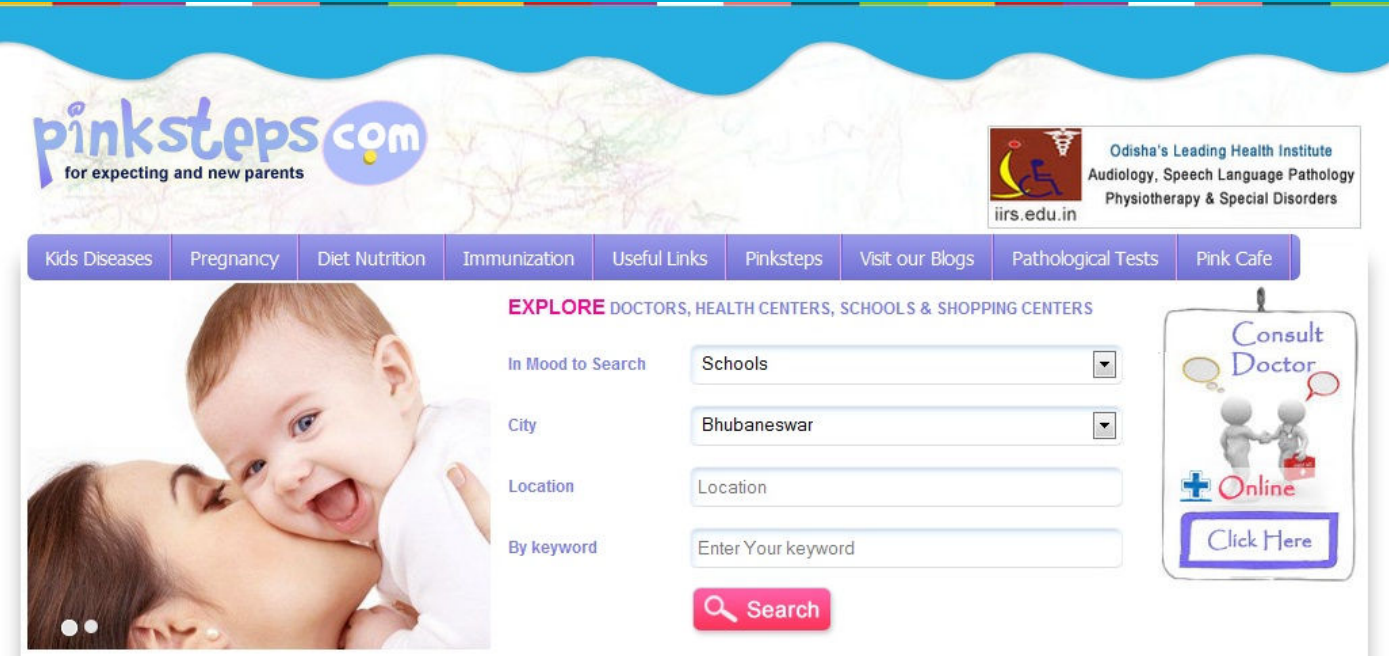 pinksteps.com
for expecting and new parents
iirs.edu.in
Odisha's Leading Health Institute
Audiology, Speech Language Pathology
Physiotherapy & Special Disorders
Kids Diseases Pregnancy Diet Nutrition Immunization Useful Links Pinksteps Visit our Blogs Pathological Tests Pink Cafe
EXPLORE DOCTORS, HEALTH CENTERS, SCHOOLS & SHOPPING CENTERS
In Mood to Search Schools
City Bhubaneswar
Location Location
By keyword Enter Your keyword
Search
Consult
Doctor
Online
Click Here